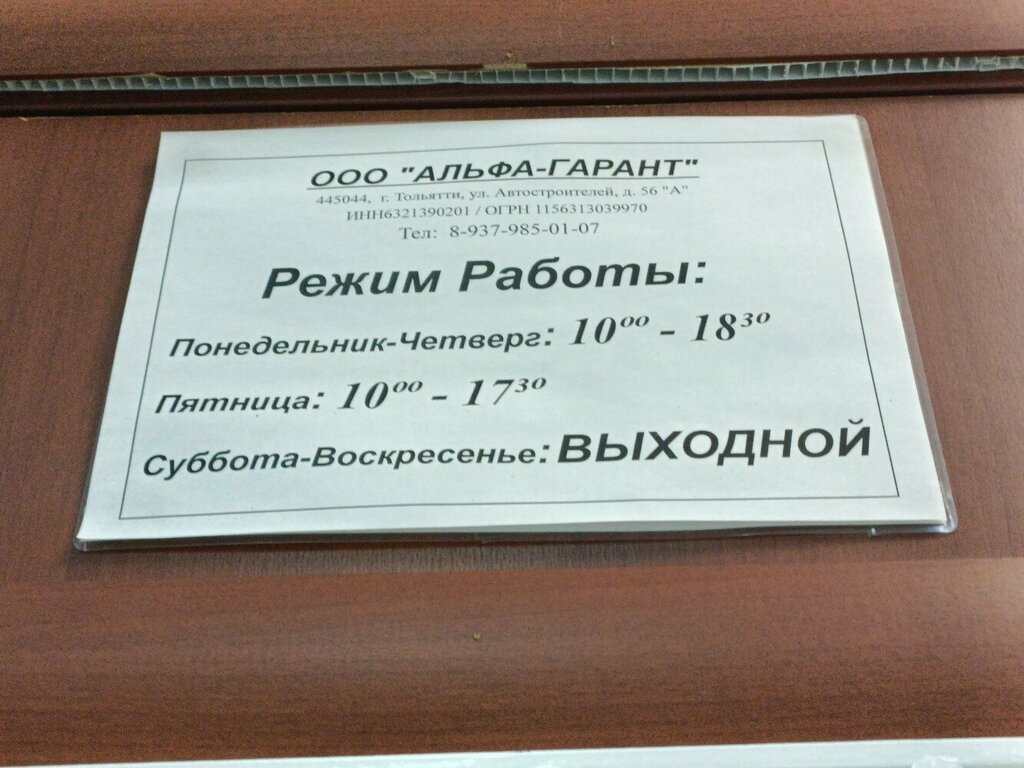 ООО "АЛЬФА-ГАРАНТ"
445044, г. Тольятти, ул. Автостроителей, д. 56 "А"
ИНН6321390201 / ОГРН 1156313039970
Тел: 8-937-985-01-07
Режим Работы:
Понедельник-Четверг: 10⁰⁰ - 18³⁰
Пятница: 10⁰⁰ - 17³⁰
Суббота-Воскресенье: ВЫХОДНОЙ